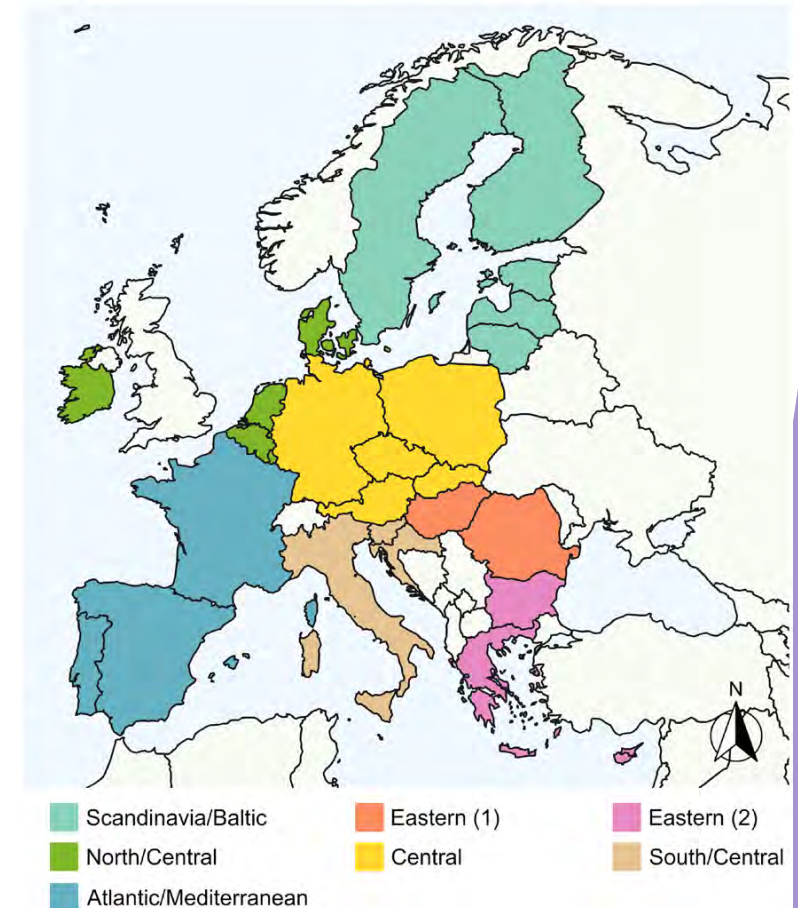 N
Scandinavia/Baltic
Eastern (1)
Eastern (2)
North/Central
Central
South/Central
Atlantic/Mediterranean